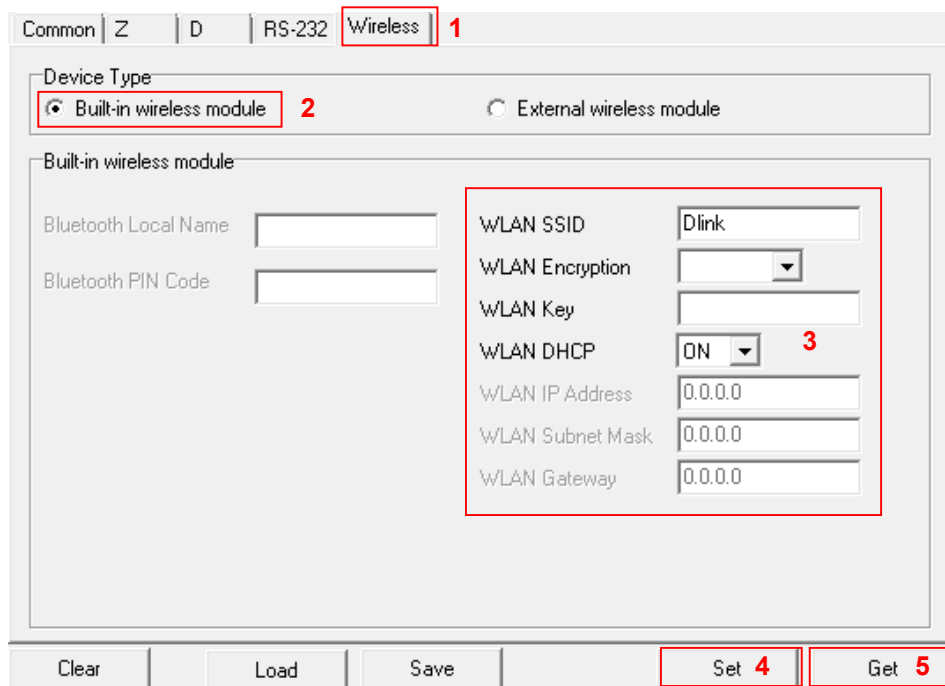 Common Z D RS-232 Wireless 1
Device Type
Built-in wireless module 2 External wireless module
Built-in wireless module
Bluetooth Local Name
Bluetooth PIN Code
WLAN SSID Dlink
WLAN Encryption
WLAN Key
WLAN DHCP ON 3
WLAN IP Address 0.0.0.0
WLAN Subnet Mask 0.0.0.0
WLAN Gateway 0.0.0.0
Clear Load Save Set 4 Get 5